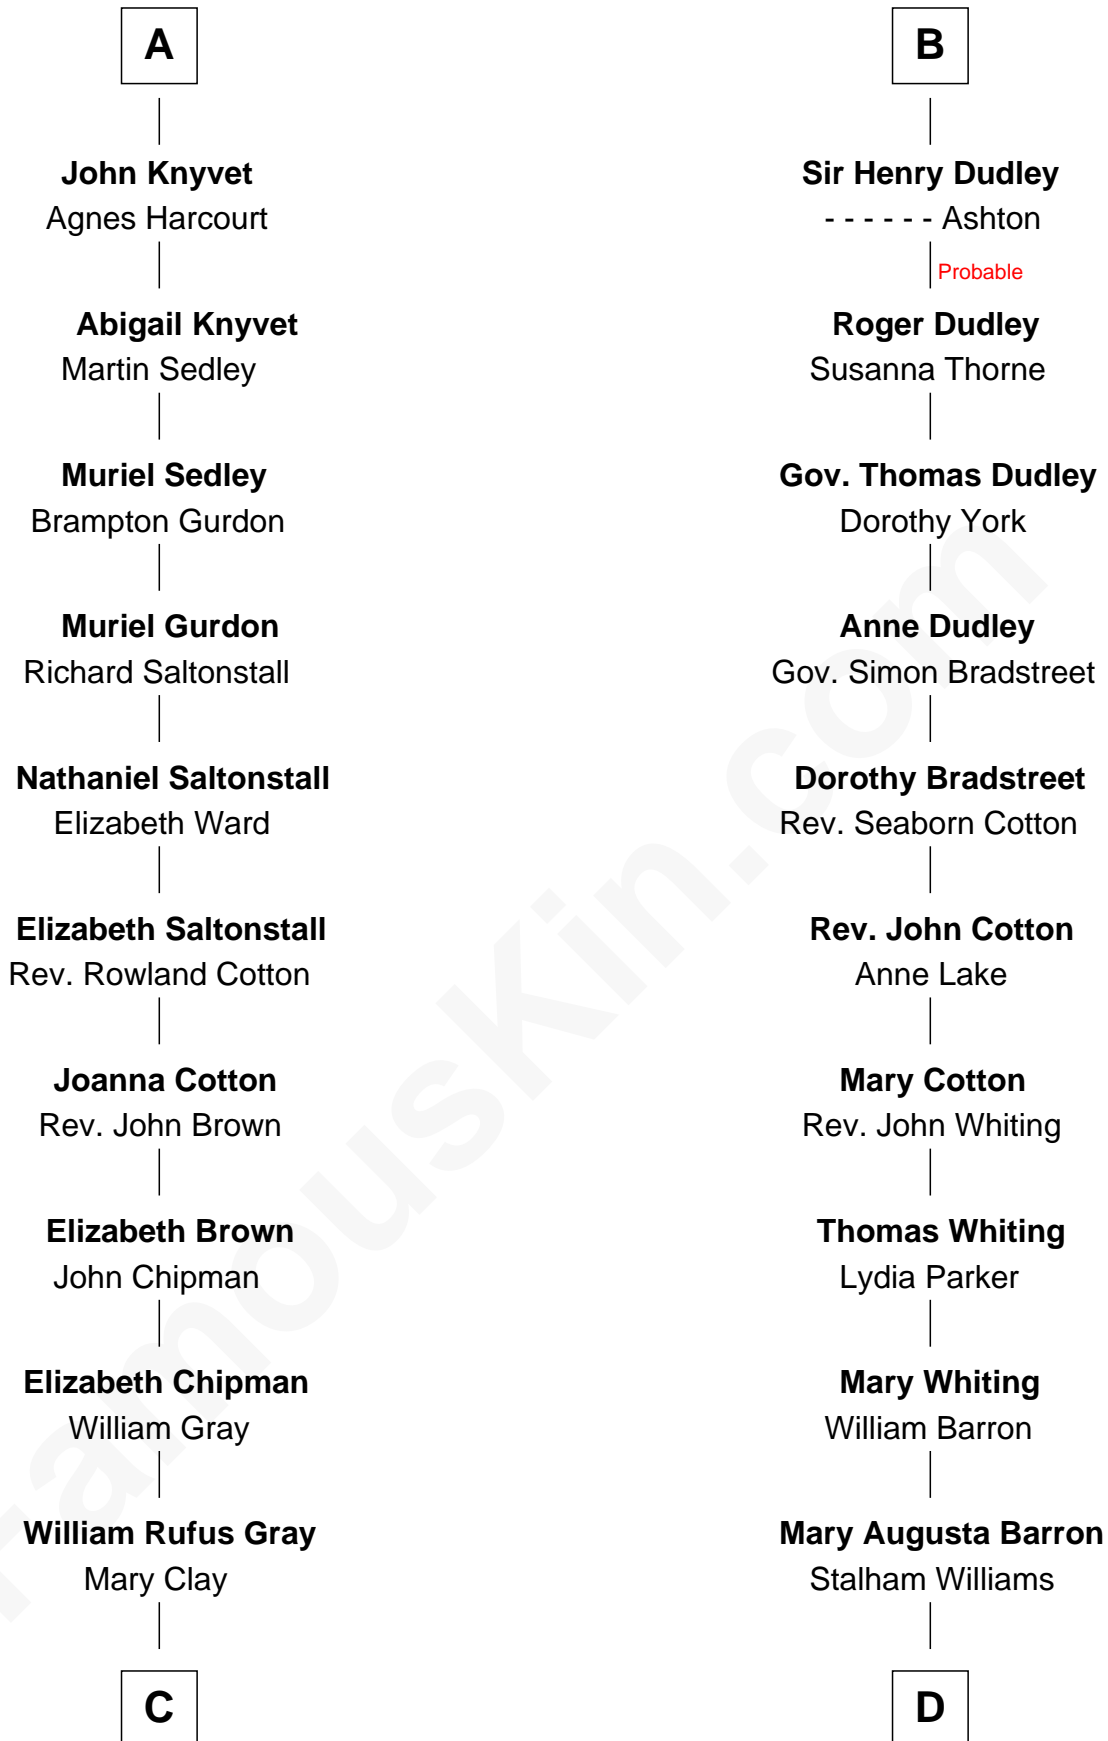 A
John Knyvet
Agnes Harcourt
Abigail Knyvet
Martin Sedley
Muriel Sedley
Brampton Gurdon
Muriel Gurdon
Richard Saltonstall
Nathaniel Saltonstall
Elizabeth Ward
Elizabeth Saltonstall
Rev. Rowland Cotton
Joanna Cotton
Rev. John Brown
Elizabeth Brown
John Chipman
Elizabeth Chipman
William Gray
William Rufus Gray
Mary Clay
C
B
Sir Henry Dudley
- - - - - - Ashton
Probable
Roger Dudley
Susanna Thorne
Gov. Thomas Dudley
Dorothy York
Anne Dudley
Gov. Simon Bradstreet
Dorothy Bradstreet
Rev. Seaborn Cotton
Rev. John Cotton
Anne Lake
Mary Cotton
Rev. John Whiting
Thomas Whiting
Lydia Parker
Mary Whiting
William Barron
Mary Augusta Barron
Stalham Williams
D
FamousKin.com